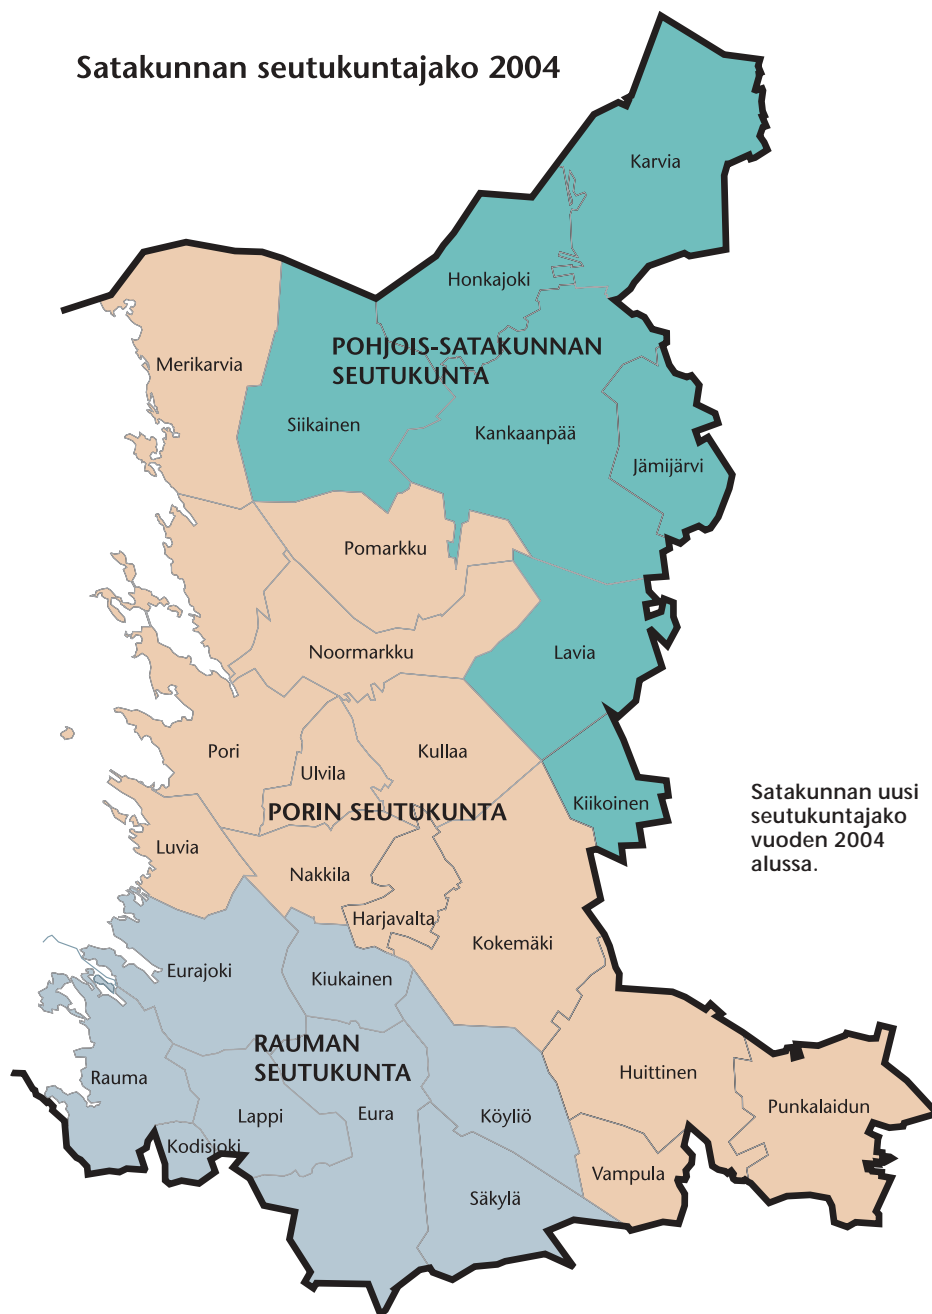 Satakunnan seutukuntajako 2004
Karvia
Honkajoki
POHJOIS-SATAKUNNAN
SEUTUKUNTA
Merikarvia
Siikainen
Kankaanpää
Jämijärvi
Pomarkku
Noormarkku
Lavia
Pori
Ulvila
Kullaa
PORIN SEUTUKUNTA
Kiikoinen
Satakunnan uusi
seutukuntajako
vuoden 2004
alussa.
Luvia
Nakkila
Harjavalta
Kokemäki
Eurajoki
Kiukainen
RAUMAN
SEUTUKUNTA
Rauma
Lappi
Eura
Köyliö
Huittinen
Punkalaidun
Kodisjoki
Vampula
Säkylä